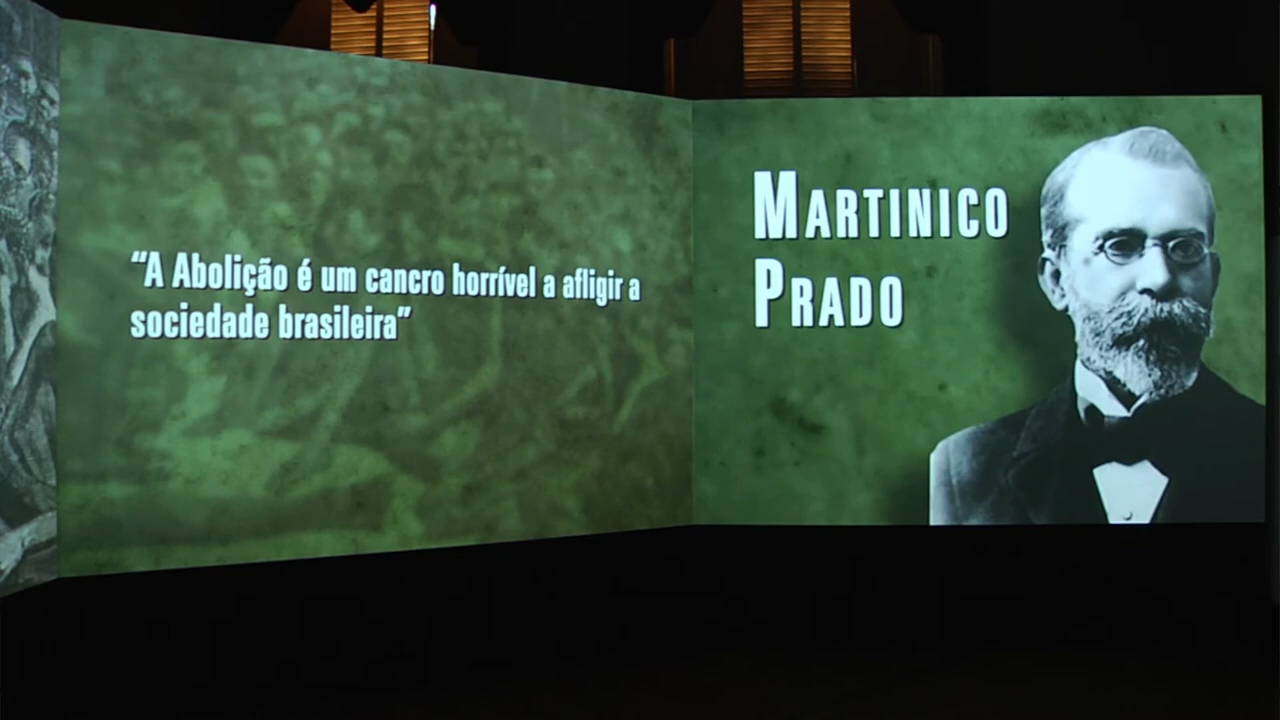 “A Abolição é um cancro horrível a afligir a
sociedade brasileira”
MARTINICO
PRADO